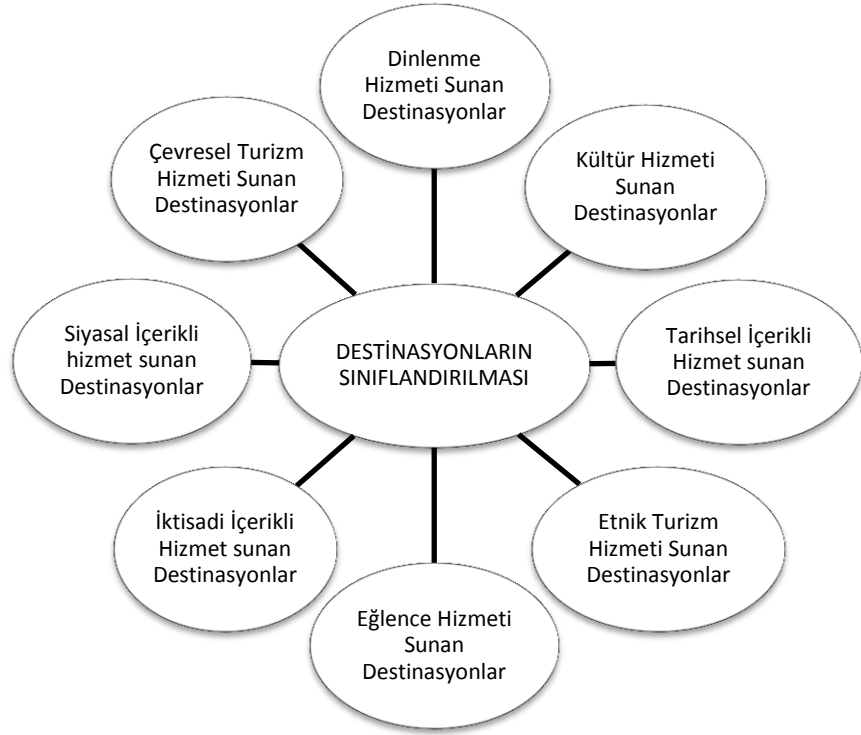 Dinlenme
Hizmeti Sunan
Destinasyonlar
Çevresel Turizm
Hizmeti Sunan
Destinasyonlar
Kültür Hizmeti
Sunan
Destinasyonlar
Siyasal İçerikli
hizmet sunan
Destinasyonlar
DESTİNASYONLARIN
SINIFLANDIRILMASI
Tarihsel İçerikli
Hizmet sunan
Destinasyonlar
İktisadi İçerikli
Hizmet sunan
Destinasyonlar
Etnik Turizm
Hizmeti Sunan
Destinasyonlar
Eğlence Hizmeti
Sunan
Destinasyonlar